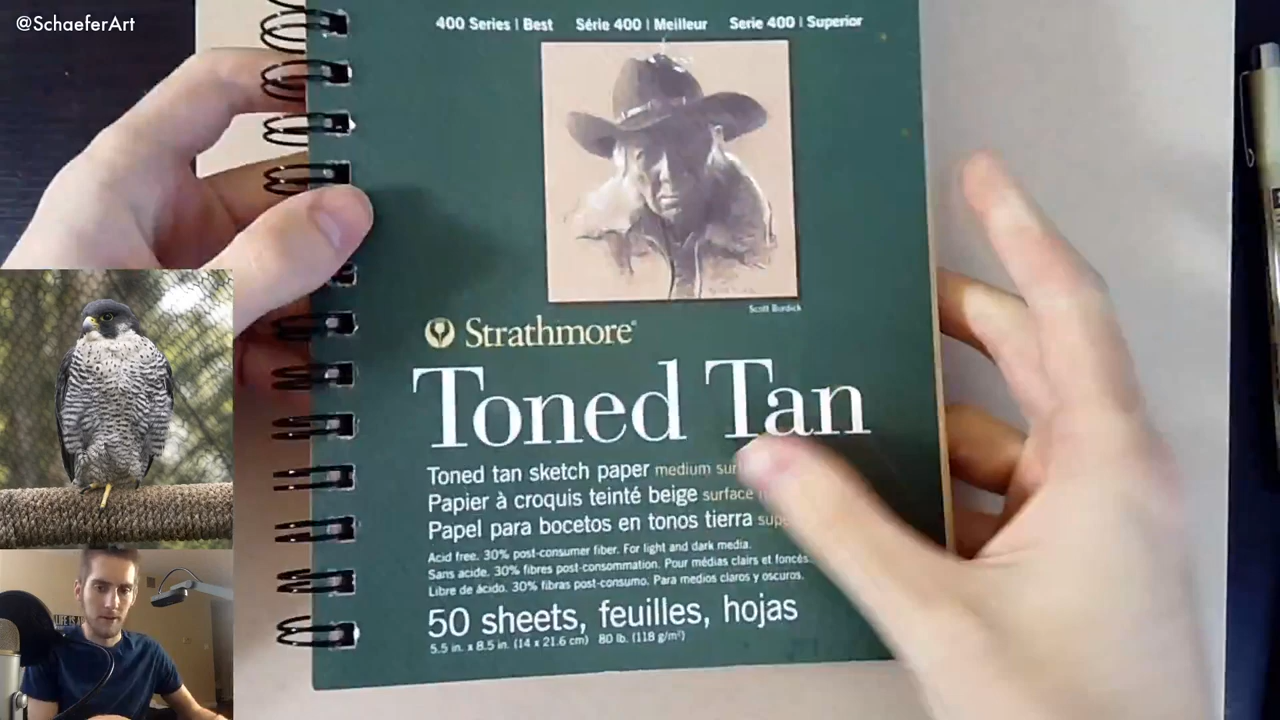 @SchaeferArt
400 Series | Best Série 400 | Meilleur Serie 400 | Superior
Scott Burdick
Strathmore
Toned Tan
Toned tan sketch paper medium
Papier à croquis teinté beige surface
Papel para bocetos en tonos tierra
Acid free. 30% post-consumer fiber. For light and dark media.
Sans acide. 30% fibres post-consommation. Pour médias clairs et foncés.
Libre de ácido. 30% fibras post-consumo. Para medios claros y oscuros.
50 sheets, feuilles, hojas
5.5 in. x 8.5 in. (14 x 21.6 cm) 80 lb. (118 g/m²)
LIFE IS